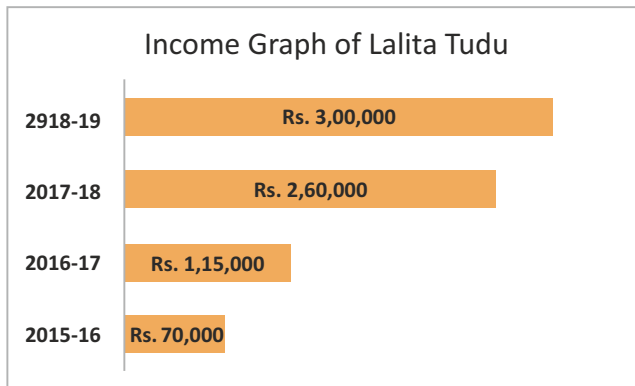 Income Graph of Lalita Tudu
2918-19 Rs. 3,00,000
2017-18 Rs. 2,60,000
2016-17 Rs. 1,15,000
2015-16 Rs. 70,000